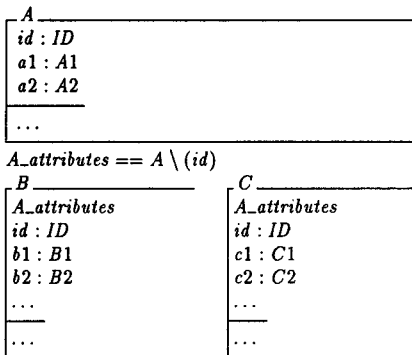 A
id : ID
a1 : A1
a2 : A2
...
A_attributes == A \ (id)
B
A_attributes
id : ID
b1 : B1
b2 : B2
...
...
C
A_attributes
id : ID
c1 : C1
c2 : C2
...
...